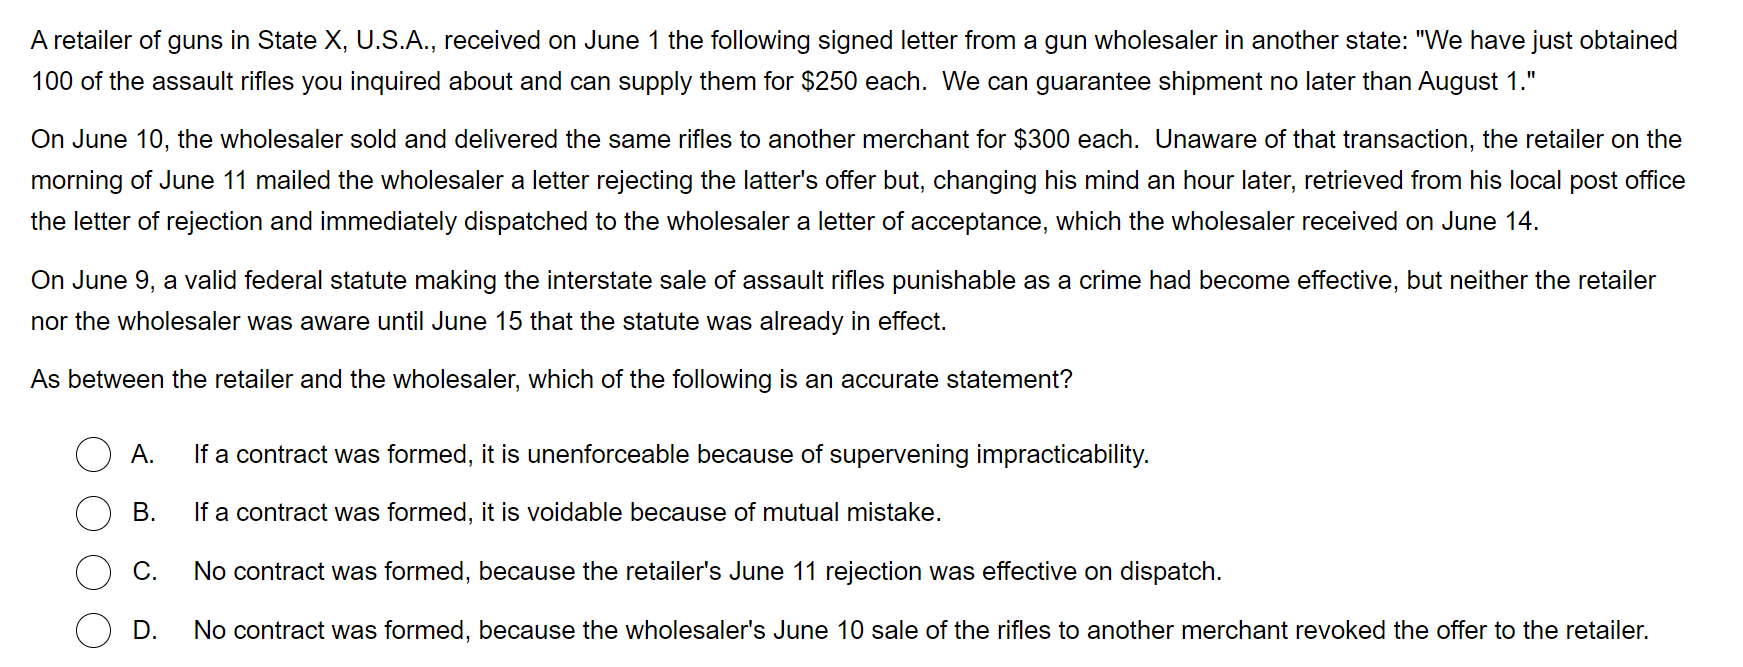 A retailer of guns in State X, U.S.A., received on June 1 the following signed letter from a gun wholesaler in another state: "We have just obtained
100 of the assault rifles you inquired about and can supply them for $250 each.  We can guarantee shipment no later than August 1."
On June 10, the wholesaler sold and delivered the same rifles to another merchant for $300 each.  Unaware of that transaction, the retailer on the
morning of June 11 mailed the wholesaler a letter rejecting the latter's offer but, changing his mind an hour later, retrieved from his local post office
the letter of rejection and immediately dispatched to the wholesaler a letter of acceptance, which the wholesaler received on June 14.
On June 9, a valid federal statute making the interstate sale of assault rifles punishable as a crime had become effective, but neither the retailer
nor the wholesaler was aware until June 15 that the statute was already in effect.
As between the retailer and the wholesaler, which of the following is an accurate statement?
A. If a contract was formed, it is unenforceable because of supervening impracticability.
B. If a contract was formed, it is voidable because of mutual mistake.
C. No contract was formed, because the retailer's June 11 rejection was effective on dispatch.
D. No contract was formed, because the wholesaler's June 10 sale of the rifles to another merchant revoked the offer to the retailer.